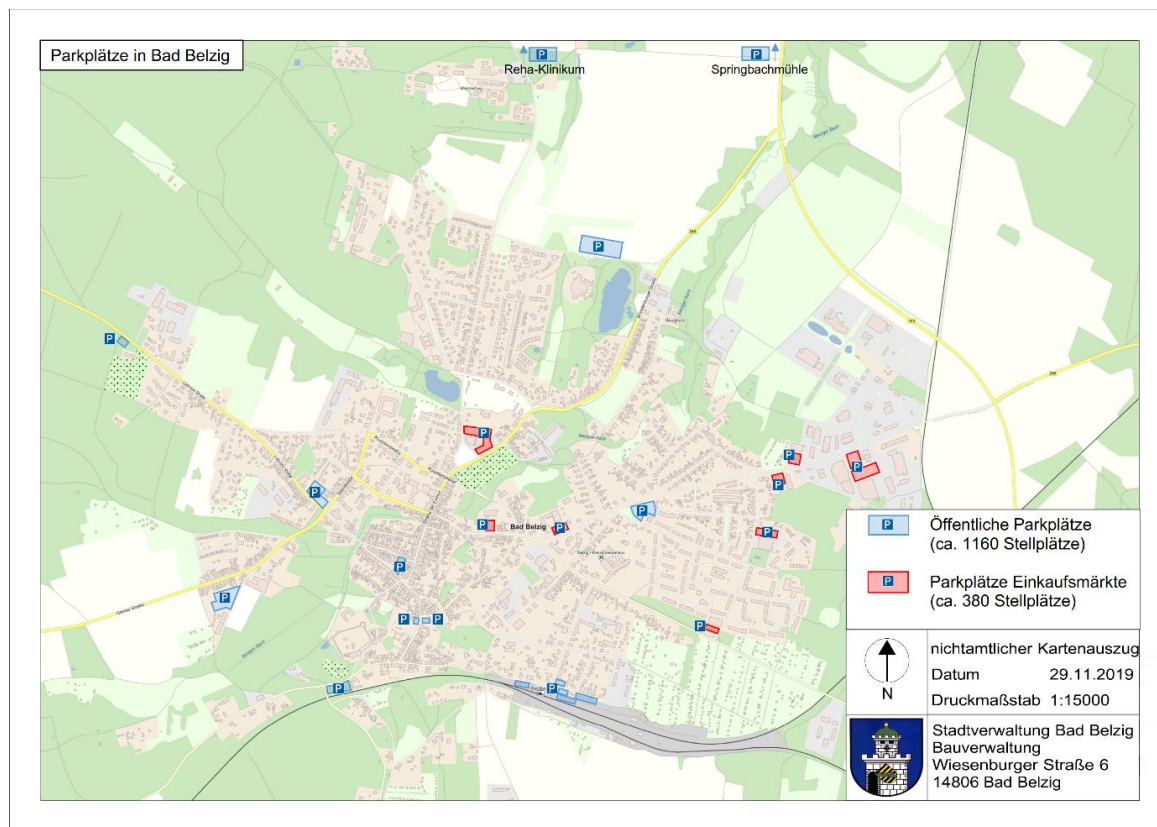 Parkplätze in Bad Belzig
P
Reha-Klinikum
P
Springbachmühle
P
P
P
P
P
P
P
P
P
P
P
Bad Belzig
P
P
P
P
P
P
P
P
P
Öffentliche Parkplätze
(ca. 1160 Stellplätze)
P
Parkplätze Einkaufsmärkte
(ca. 380 Stellplätze)
N
nichtamtlicher Kartenauszug
Datum 29.11.2019
Druckmaßstab 1:15000
Stadtverwaltung Bad Belzig
Bauverwaltung
Wiesenburger Straße 6
14806 Bad Belzig